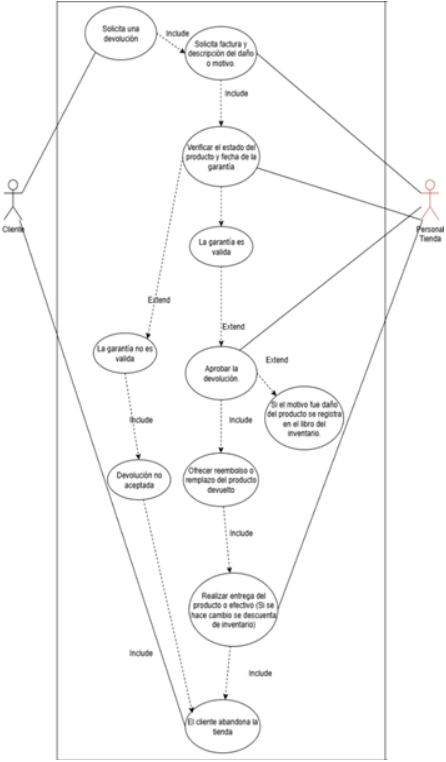 Solicita una
devolución
Include
Solicita factura y
descripción del daño
o motivo.
Include
Verificar el estado del
producto y fecha de la
garantía
Cliente
Personal
Tienda
La garantía es
valida
Extend
Extend
La garantía no es
valida
Aprobar la
devolución.
Extend
Si el motivo fue daño
del producto se registra
en el libro del
inventario.
Include
Include
Devolución no
aceptada
Ofrecer reembolso o
remplazo del producto
devuelto
Include
Realizar entrega del
producto o efectivo (Si se
hace cambio se descuenta
de inventario)
Include
Include
El cliente abandona la
tienda